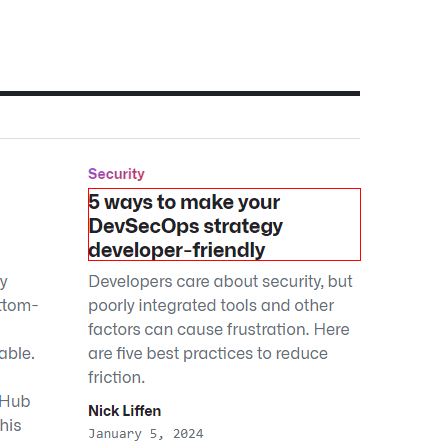 Security
5 ways to make your
DevSecOps strategy
developer-friendly
Developers care about security, but
poorly integrated tools and other
factors can cause frustration. Here
are five best practices to reduce
friction.
Nick Liffen
January 5, 2024
y
ttom-
able.
Hub
his